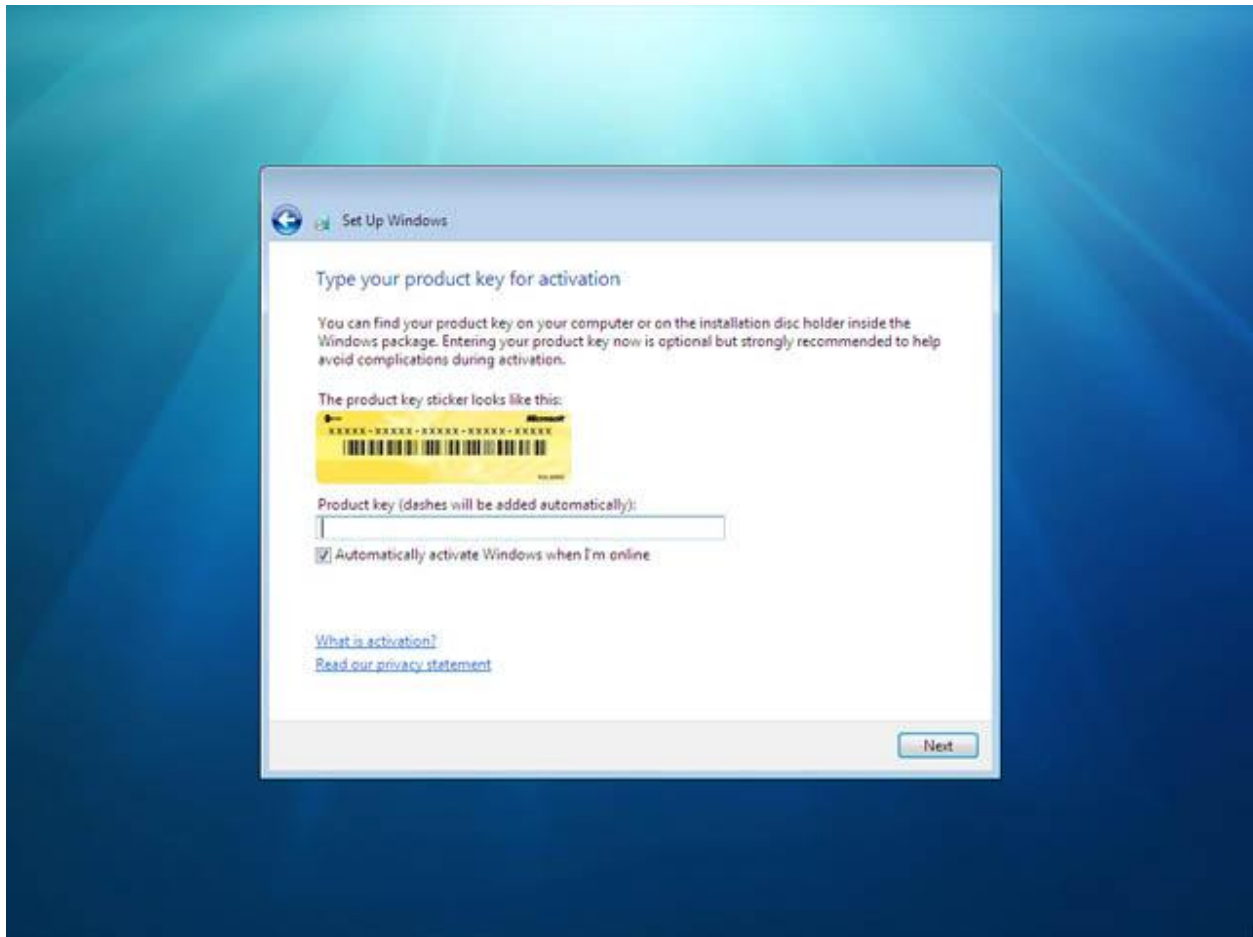 Set Up Windows
Type your product key for activation
You can find your product key on your computer or on the installation disc holder inside the
Windows package. Entering your product key now is optional but strongly recommended to help
avoid complications during activation.
The product key sticker looks like this:
Microsoft
XXXXX-XXXXX-XXXXX-XXXXX-XXXXX
Product key (dashes will be added automatically):
Automatically activate Windows when I'm online
What is activation?
Read our privacy statement
Next